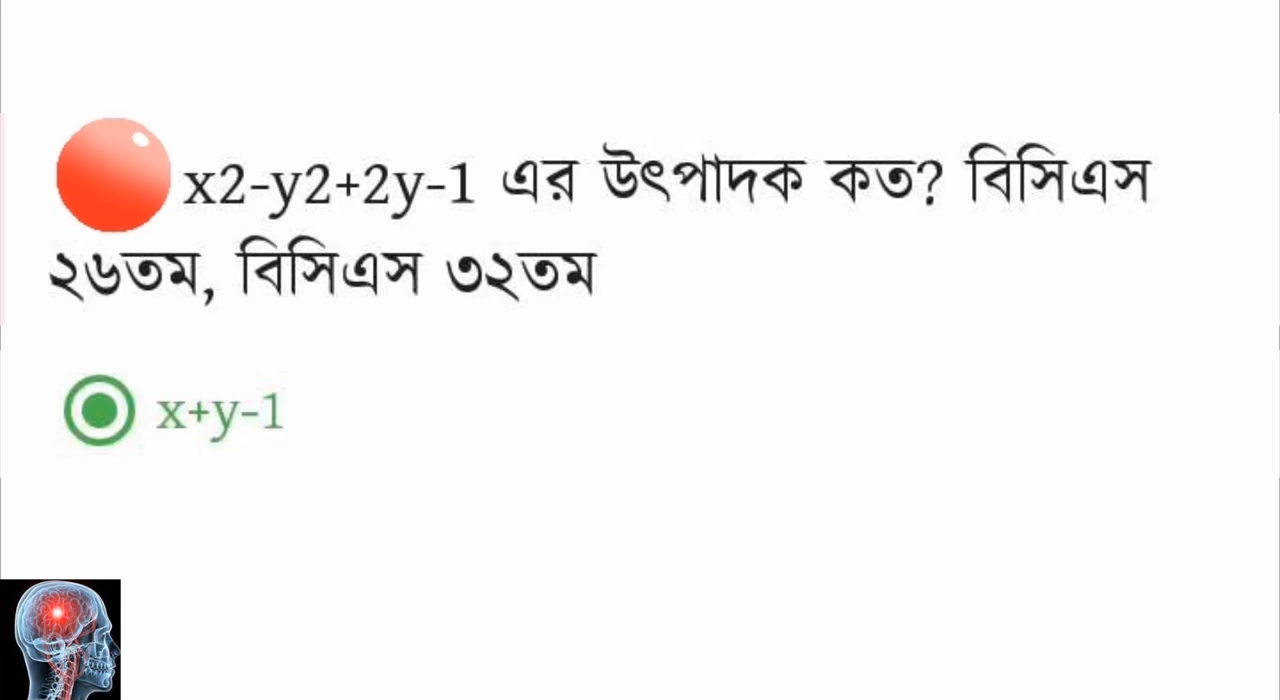 x2-y2+2y-1 এর উৎপাদক কত? বিসিএস
২৬তম, বিসিএস ৩২তম
x+y-1